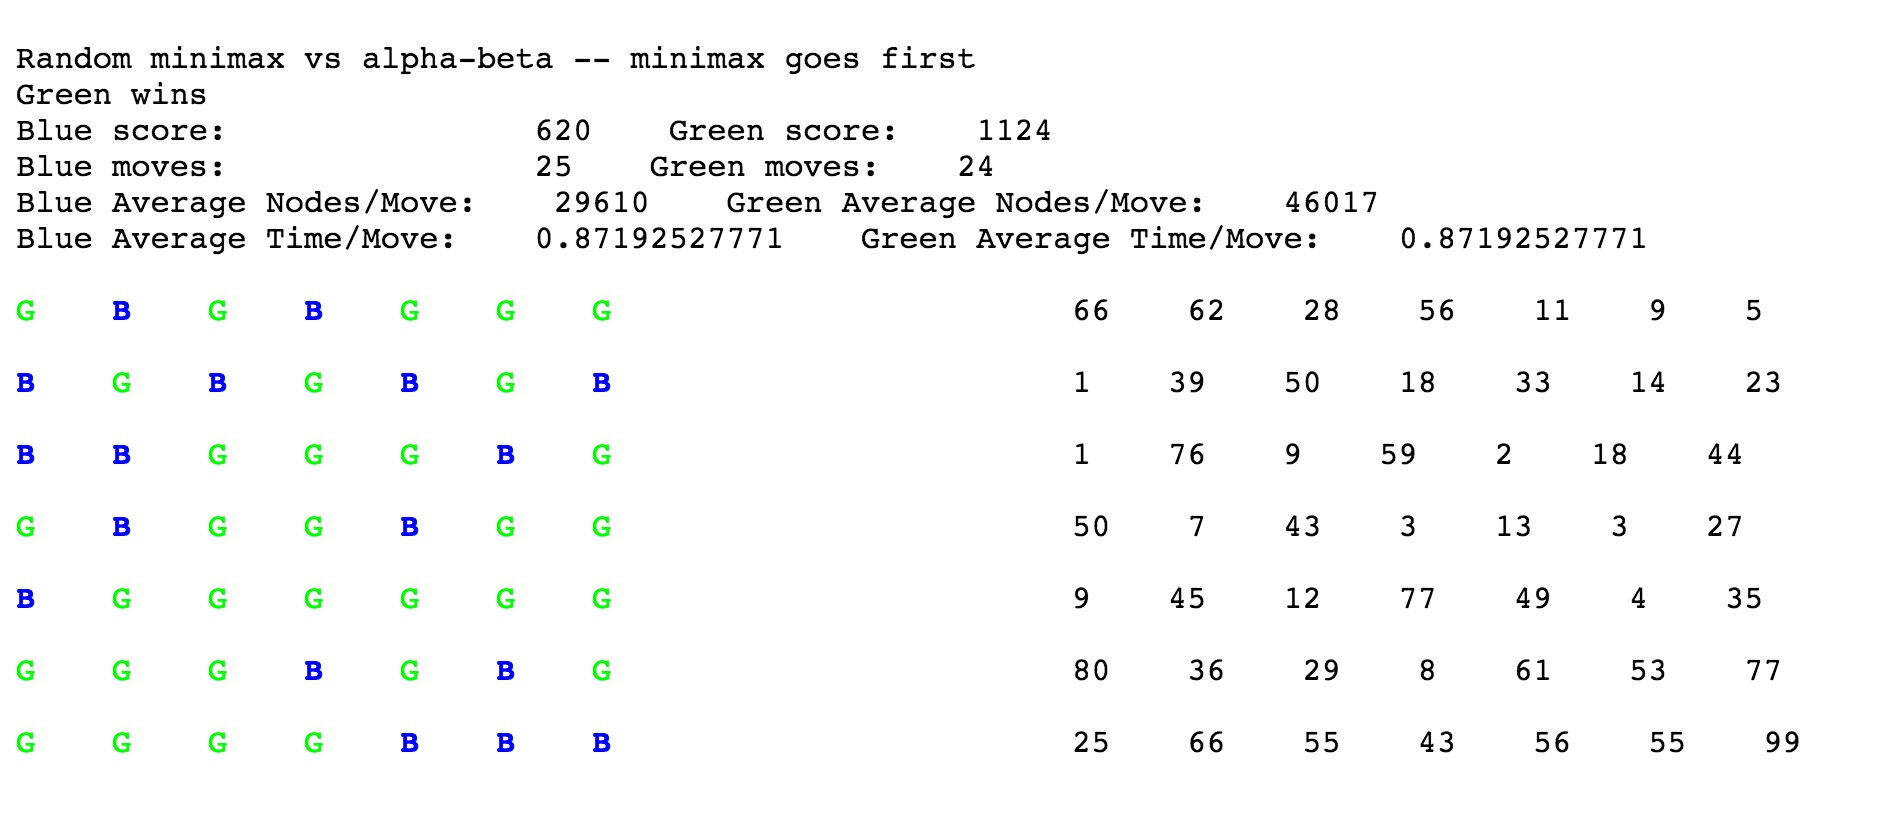 Random minimax vs alpha-beta -- minimax goes first
Green wins
Blue score: 620 Green score: 1124
Blue moves: 25 Green moves: 24
Blue Average Nodes/Move: 29610 Green Average Nodes/Move: 46017
Blue Average Time/Move: 0.87192527771 Green Average Time/Move: 0.87192527771
G B G B G G G 66 62 28 56 11 9 5
B G B G B G B 1 39 50 18 33 14 23
B B G G G B G 1 76 9 59 2 18 44
G B G G B G G 50 7 43 3 13 3 27
B G G G G G G 9 45 12 77 49 4 35
G G G B G B G 80 36 29 8 61 53 77
G G G G B B B 25 66 55 43 56 55 99